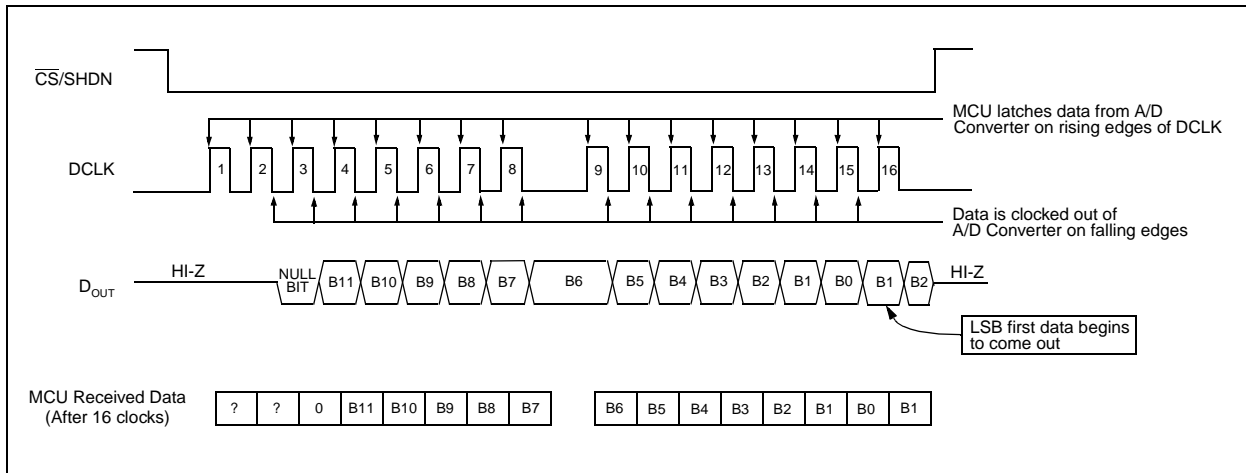 CS/SHDN
MCU latches data from A/D
Converter on rising edges of DCLK
DCLK
1 2 3 4 5 6 7 8 9 10 11 12 13 14 15 16
Data is clocked out of
A/D Converter on falling edges
HI-Z
NULL
BIT
B11 B10 B9 B8 B7 B6 B5 B4 B3 B2 B1 B0 B1 B2
HI-Z
DOUT
LSB first data begins
to come out
MCU Received Data
(After 16 clocks)
? ? 0 B11 B10 B9 B8 B7 B6 B5 B4 B3 B2 B1 B0 B1